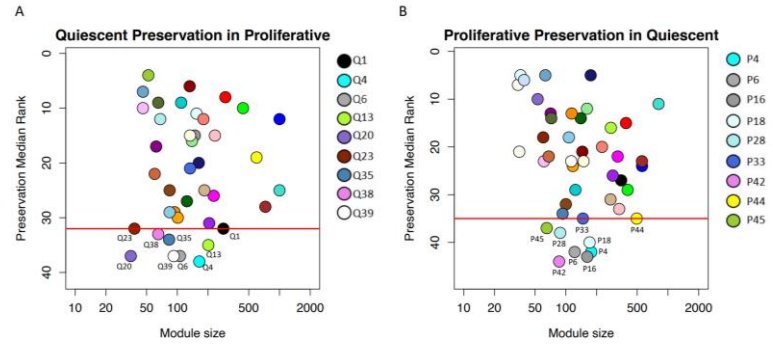 A
Quiescent Preservation in Proliferative
Preservation Median Rank
0
10
20
30
40
Q23
Q38
Q35
Q1
Q20
Q39
Q6
Q13
Q4
10
20
50
100
200
500
2000
Module size
Q1
Q4
Q6
Q13
Q20
Q23
Q35
Q38
Q39
B
Proliferative Preservation in Quiescent
Preservation Median Rank
0
10
20
30
40
P45
P28
P33
P44
P42
P6
P16
P18
P4
10
20
50
100
200
500
2000
Module size
P4
P6
P16
P18
P28
P33
P42
P44
P45